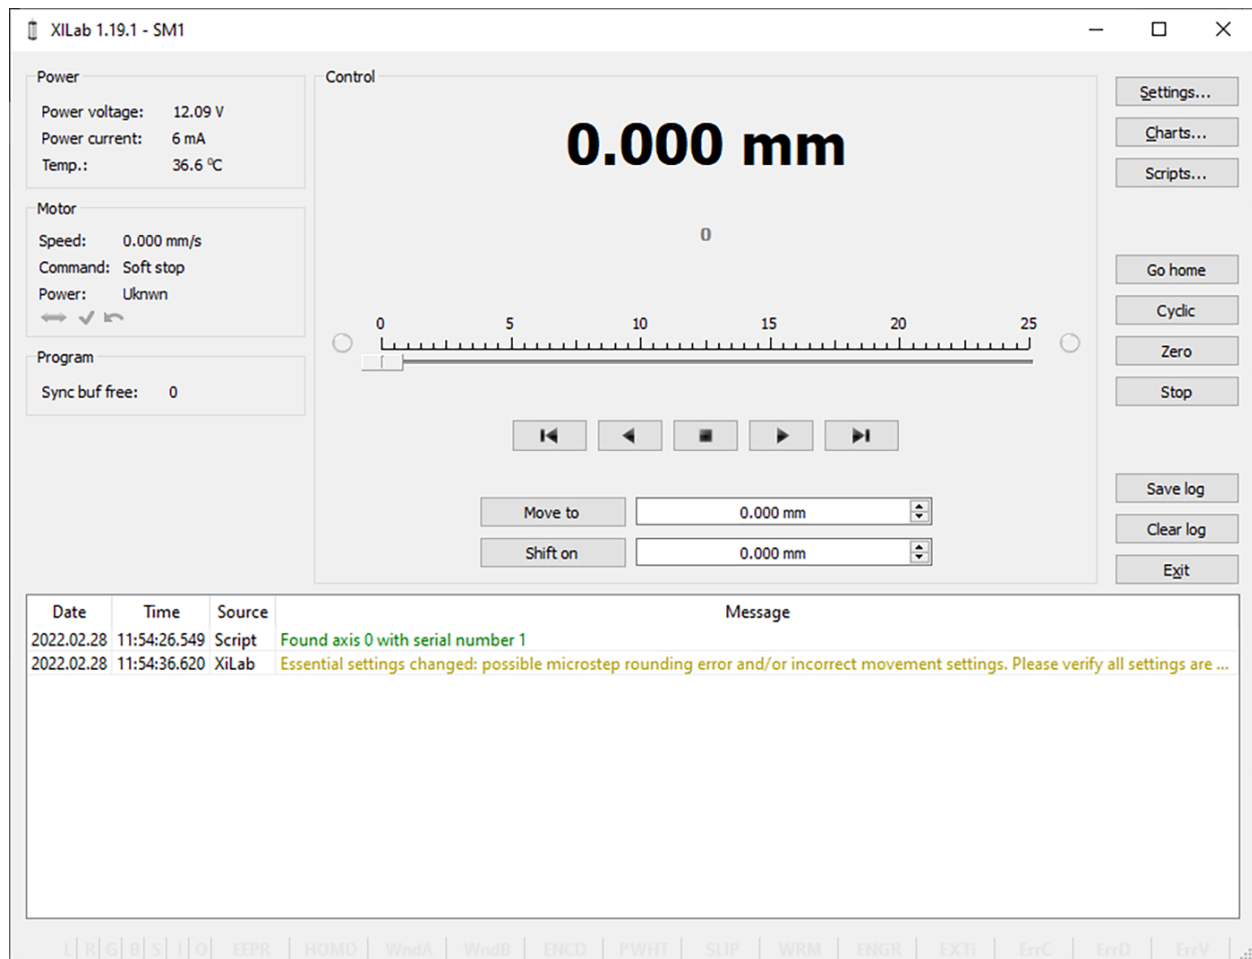 XILab 1.19.1 - SM1
Power
Power voltage: 12.09 V
Power current: 6 mA
Temp.: 36.6 ⁰C
Motor
Speed: 0.000 mm/s
Command: Soft stop
Power: Uknwn
Program
Sync buf free: 0
Control
0.000 mm
0
0 5 10 15 20 25
Move to 0.000 mm
Shift on 0.000 mm
Settings...
Charts...
Scripts...
Go home
Cyclic
Zero
Stop
Save log
Clear log
Exit
Date Time Source Message
2022.02.28 11:54:26.549 Script Found axis 0 with serial number 1
2022.02.28 11:54:36.620 XiLab Essential settings changed: possible microstep rounding error and/or incorrect movement settings. Please verify all settings are ...
L R G B S I O EEPR HOMD WndA WndB ENCD PWHT SLIP WRM ENGR EXTi ErrC ErrD ErrV